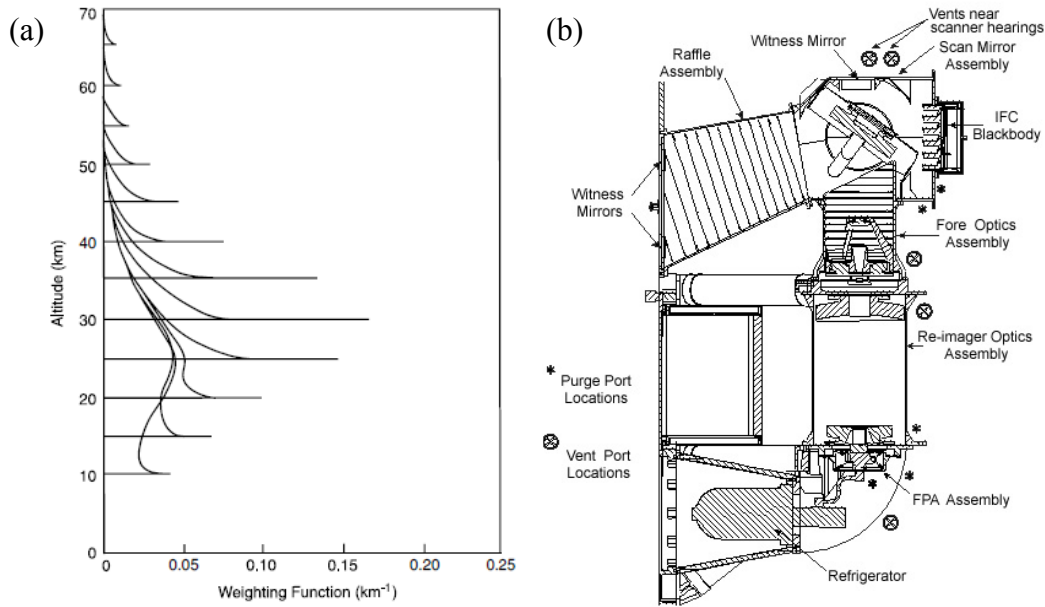 (a)
70
60
50
40
30
20
10
0
Altitude (km)
0
0.05
0.10
0.15
0.20
0.25
Weighting Function (km⁻¹)
(b)
Vents near
scanner hearings
Witness Mirror
Scan Mirror
Assembly
Raffle
Assembly
IFC
Blackbody
Witness
Mirrors
*
*
Fore Optics
Assembly
Re-imager Optics
Assembly
*
Purge Port
Locations
Vent Port
Locations
*
*
*
FPA Assembly
Refrigerator